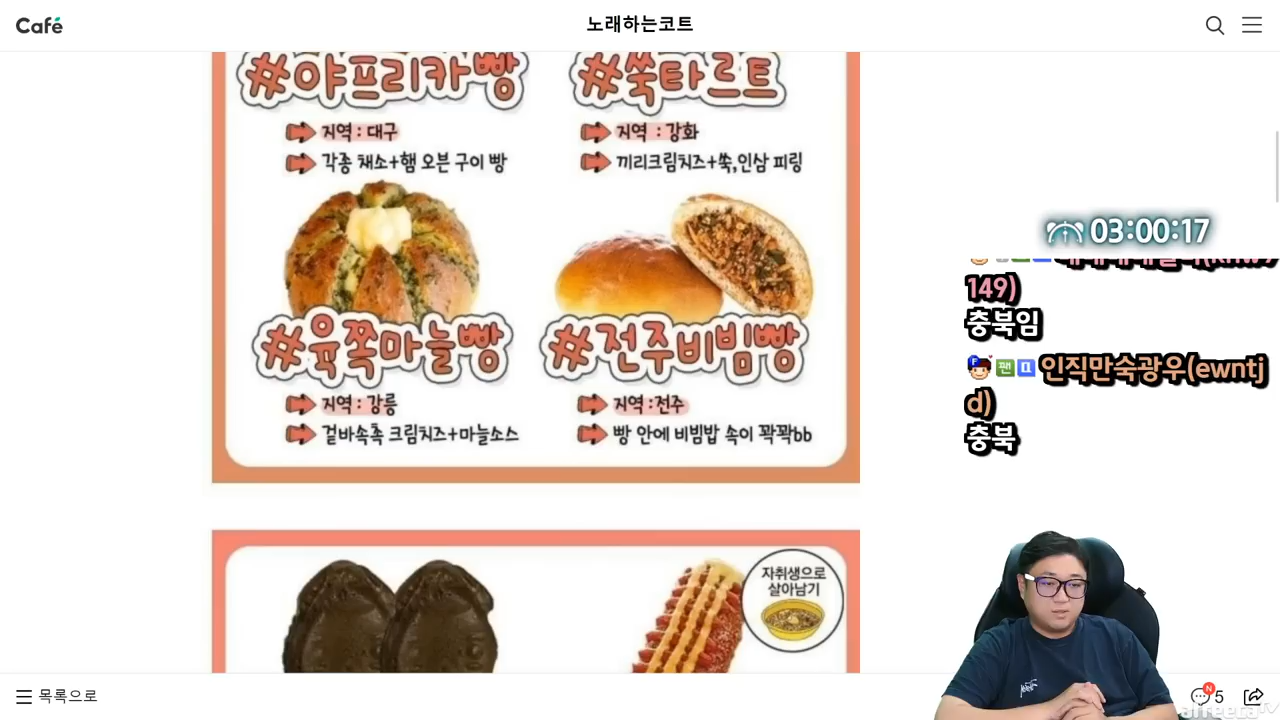 Café
노래하는코트
#야프리카빵
#쑥타르트
지역 : 대구
지역 : 강화
각종 채소+햄 오븐 구이 빵
끼리크림치즈+쑥,인삼 피링
03:00:17
149)
충북임
팬
인직만숙광우(ewntj
d)
충북
#육쪽마늘빵
#전주비빔빵
지역 : 강릉
지역 :전주
겉바속촉 크림치즈+마늘소스
빵 안에 비빔밥 속이 꽉꽉bb
자취생으로
살아남기
목록으로
N
5
afreecaTV